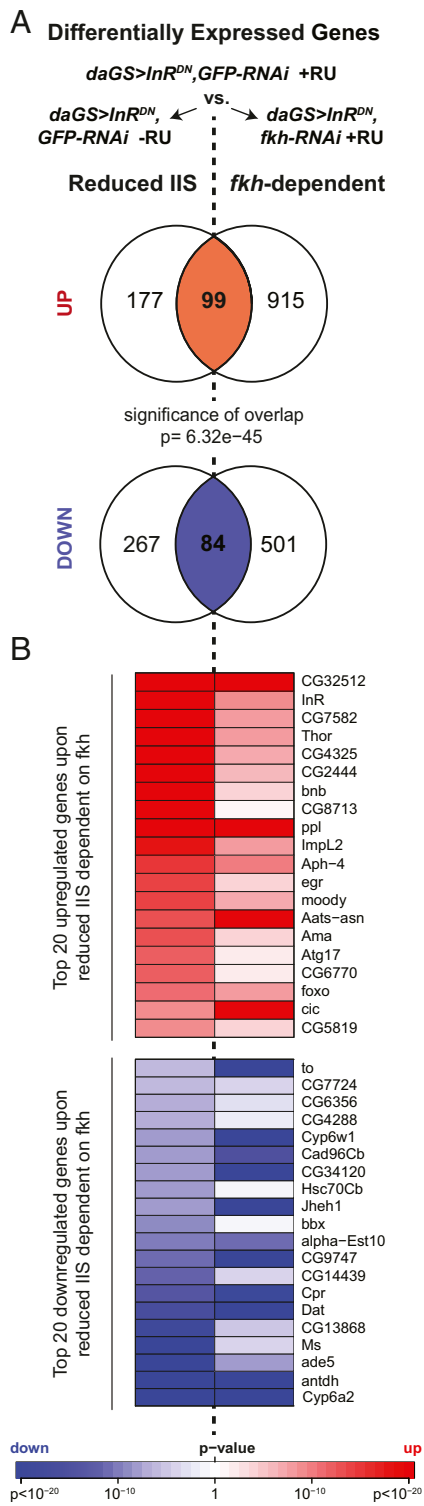 A
Differentially Expressed Genes
daGS>InR^DN,GFP-RNAi +RU
vs.
daGS>InR^DN,
GFP-RNAi -RU
daGS>InR^DN,
fkh-RNAi +RU
Reduced IIS
fkh-dependent
UP
177
99
915
significance of overlap
p= 6.32e−45
DOWN
267
84
501
B
Top 20 upregulated genes upon
reduced IIS dependent on fkh
CG32512
InR
CG7582
Thor
CG4325
CG2444
bnb
CG8713
ppl
ImpL2
Aph−4
egr
moody
Aats−asn
Ama
Atg17
CG6770
foxo
cic
CG5819
Top 20 downregulated genes upon
reduced IIS dependent on fkh
to
CG7724
CG6356
CG4288
Cyp6w1
Cad96Cb
CG34120
Hsc70Cb
Jheh1
bbx
alpha−Est10
CG9747
CG14439
Cpr
Dat
CG13868
Ms
ade5
antdh
Cyp6a2
down
p−value
up
p<10^−20
10^−10
1
10^−10
p<10^−20